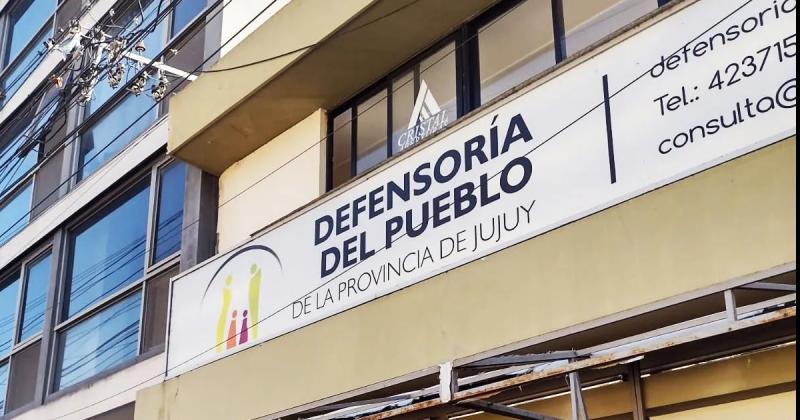 CRISTAL
DEFENSORÍA
DEL PUEBLO
DE LA PROVINCIA DE JUJUY
defensoria
Tel.: 423715
consulta@